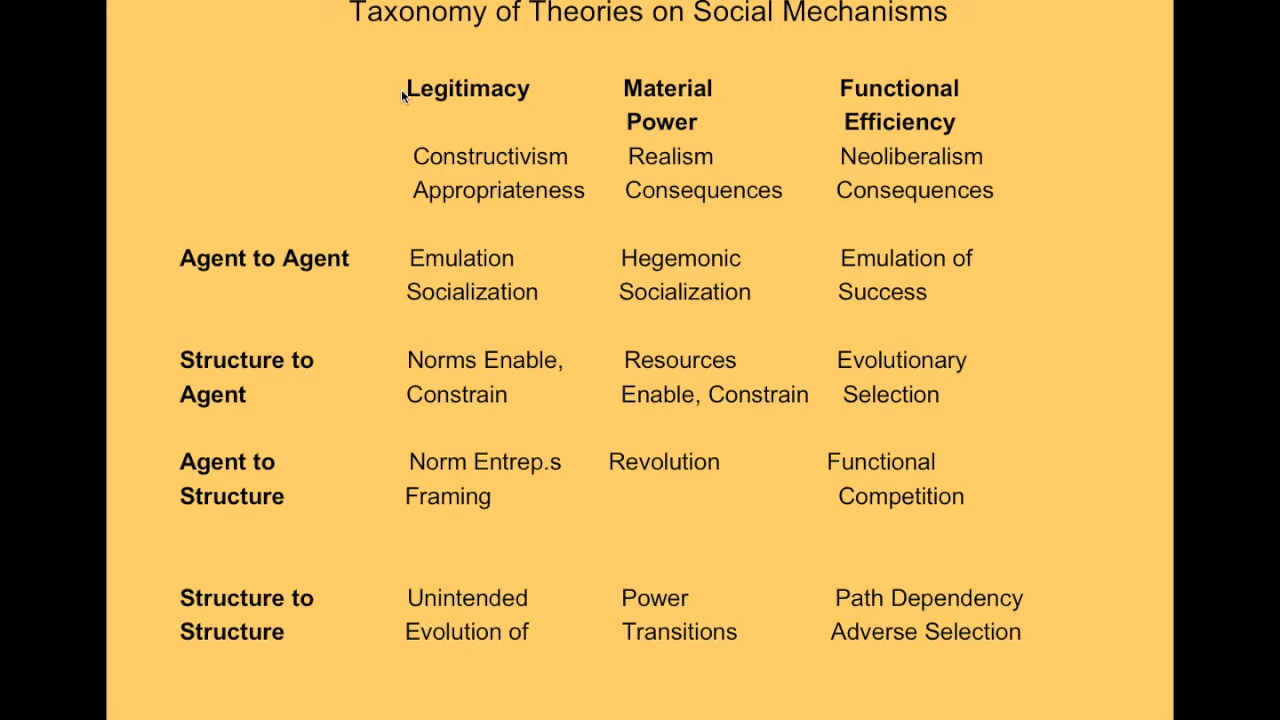 Taxonomy of Theories on Social Mechanisms
Legitimacy Material Functional
Power Efficiency
Constructivism Realism Neoliberalism
Appropriateness Consequences Consequences
Agent to Agent Emulation Hegemonic Emulation of
Socialization Socialization Success
Structure to Norms Enable, Resources Evolutionary
Agent Constrain Enable, Constrain Selection
Agent to Norm Entrep.s Revolution Functional
Structure Framing Competition
Structure to Unintended Power Path Dependency
Structure Evolution of Transitions Adverse Selection